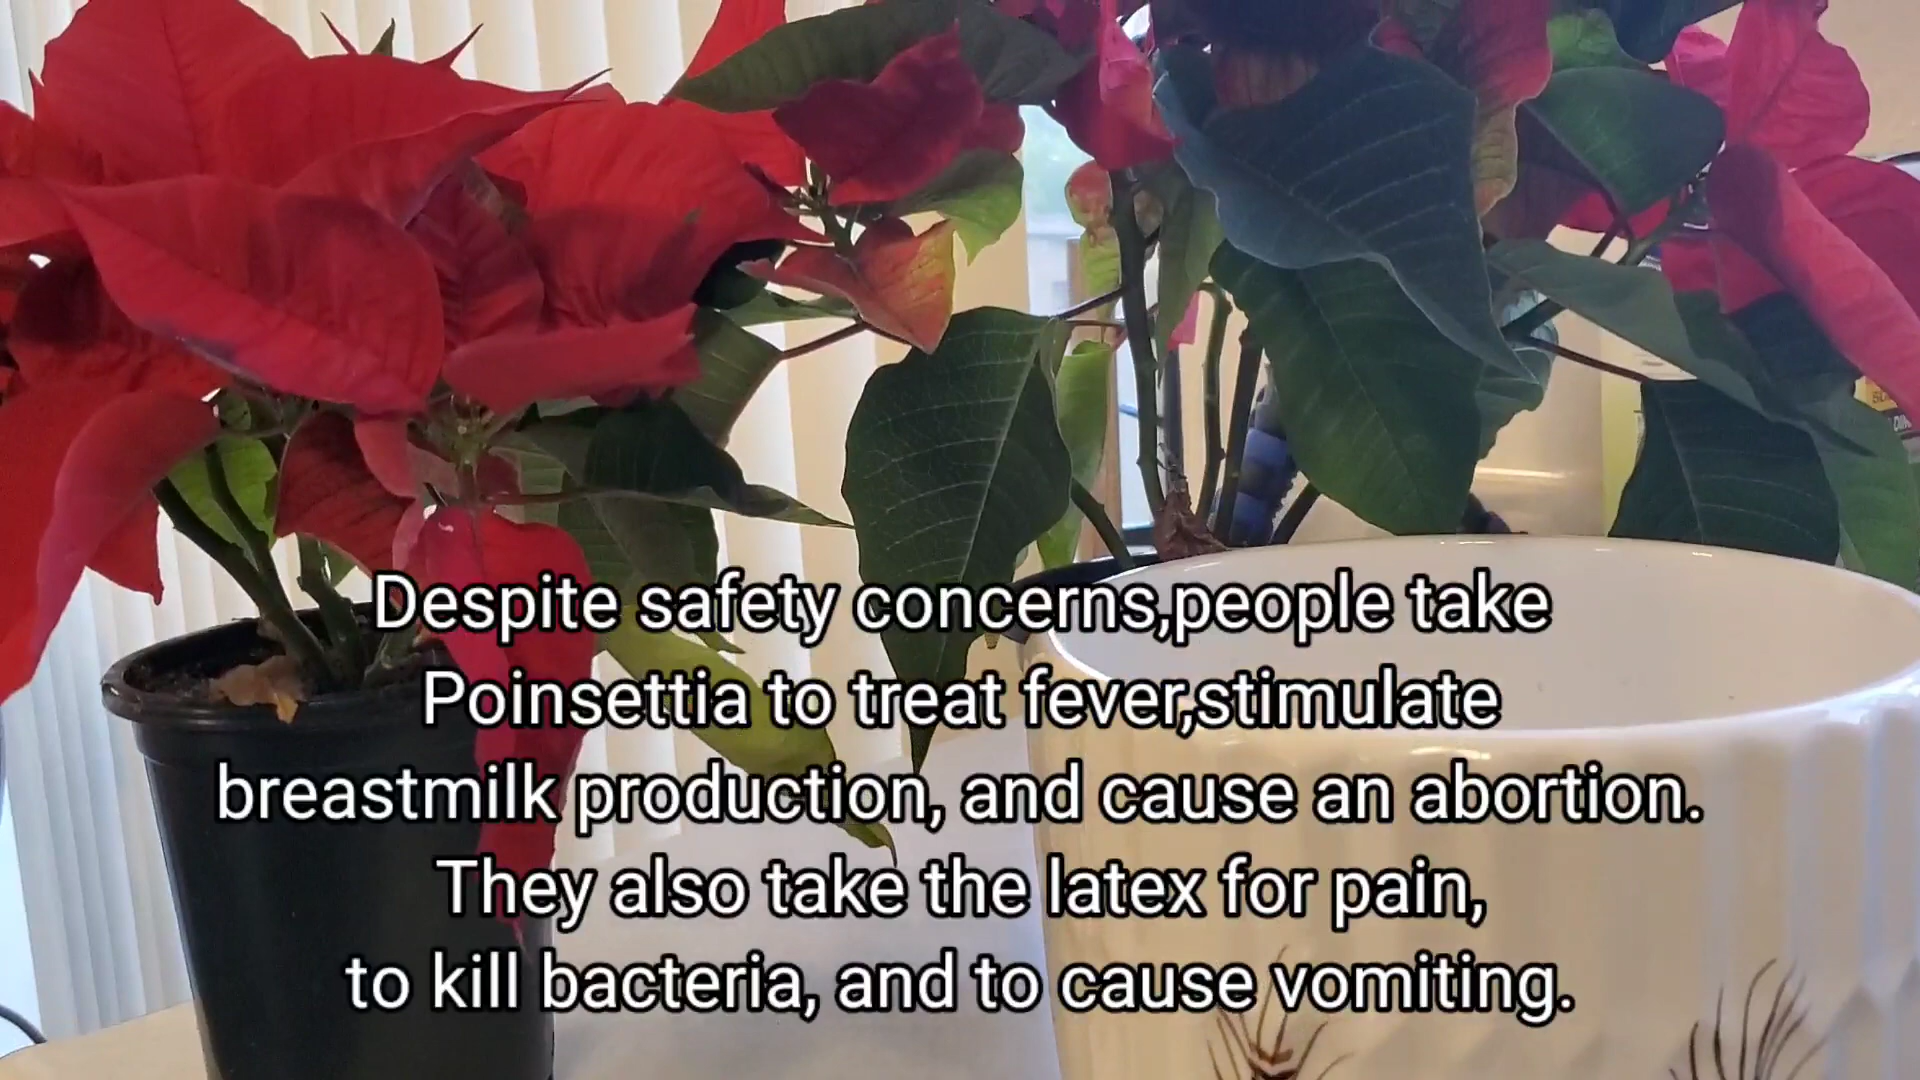 Despite safety concerns,people take
Poinsettia to treat fever,stimulate
breastmilk production, and cause an abortion.
They also take the latex for pain,
to kill bacteria, and to cause vomiting.